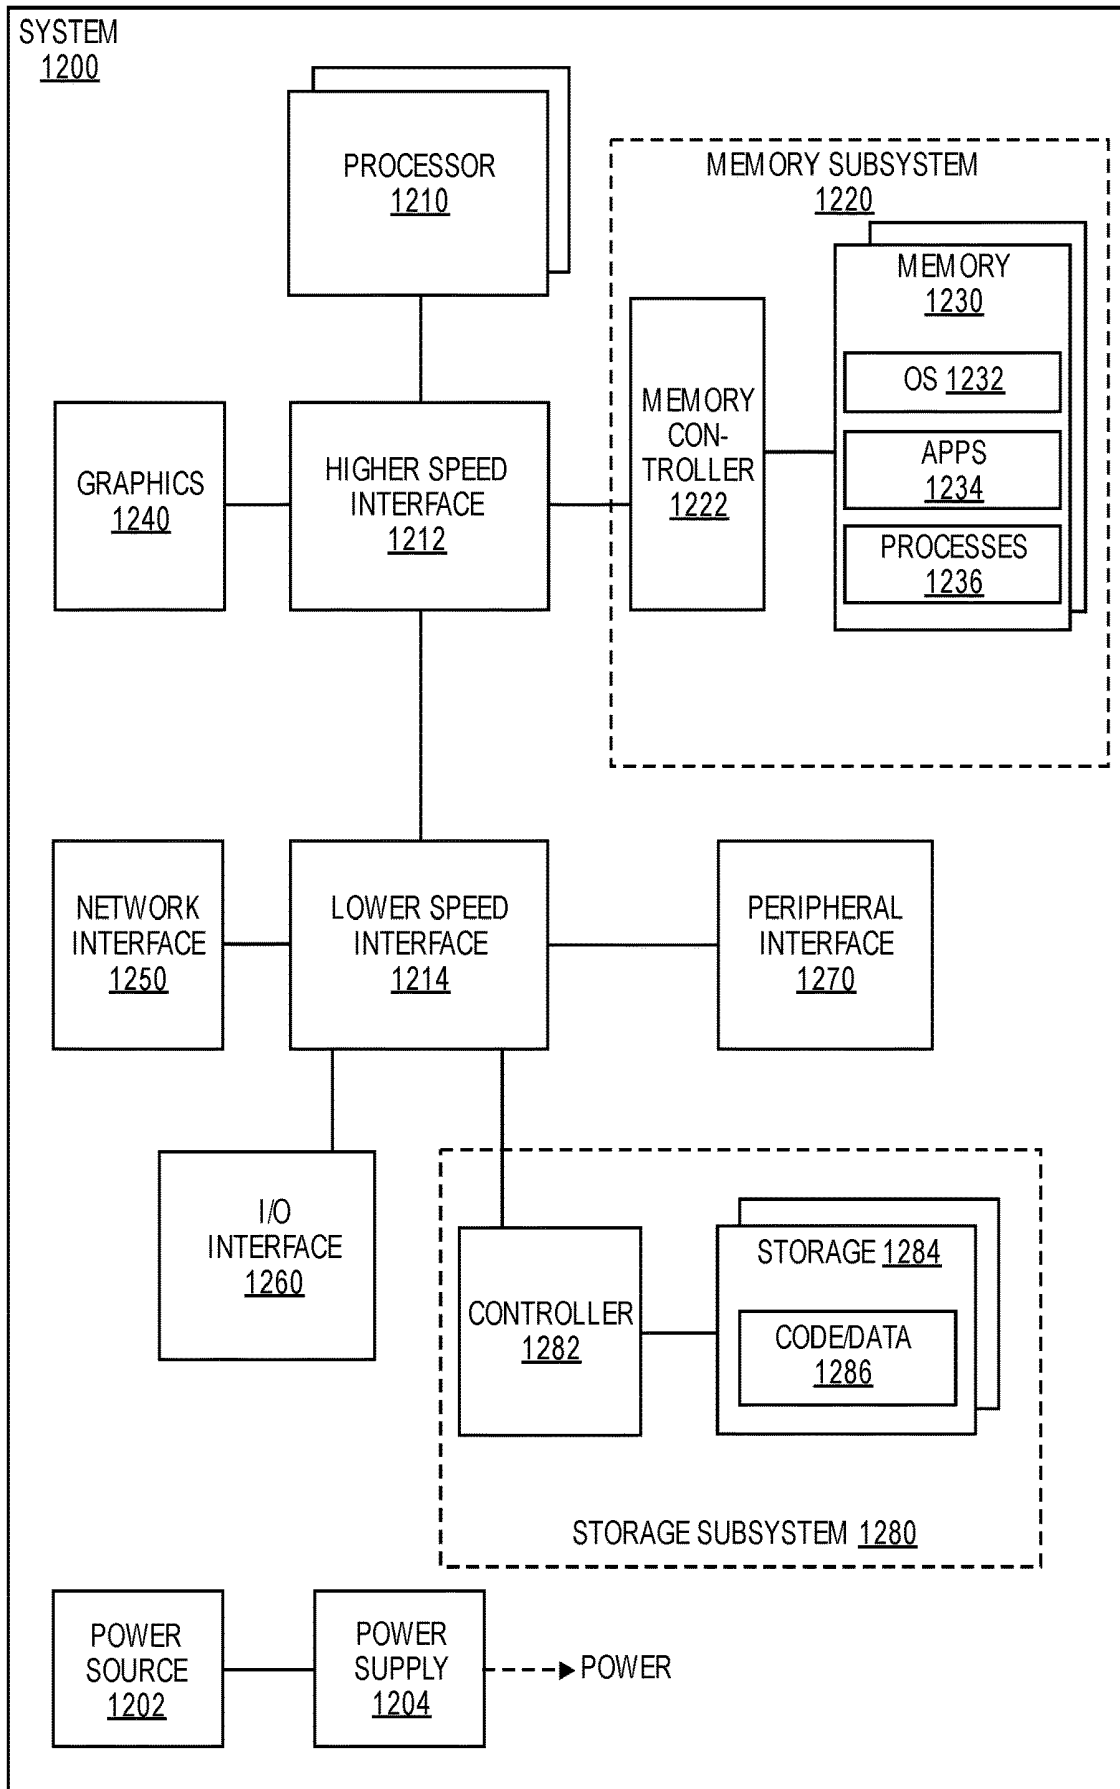 SYSTEM
1200
PROCESSOR
1210
MEMORY SUBSYSTEM
1220
MEMORY
1230
OS 1232
APPS
1234
PROCESSES
1236
MEMORY
CON-
TROLLER
1222
GRAPHICS
1240
HIGHER SPEED
INTERFACE
1212
NETWORK
INTERFACE
1250
LOWER SPEED
INTERFACE
1214
PERIPHERAL
INTERFACE
1270
I/O
INTERFACE
1260
CONTROLLER
1282
STORAGE 1284
CODE/DATA
1286
STORAGE SUBSYSTEM 1280
POWER
SOURCE
1202
POWER
SUPPLY
1204
POWER